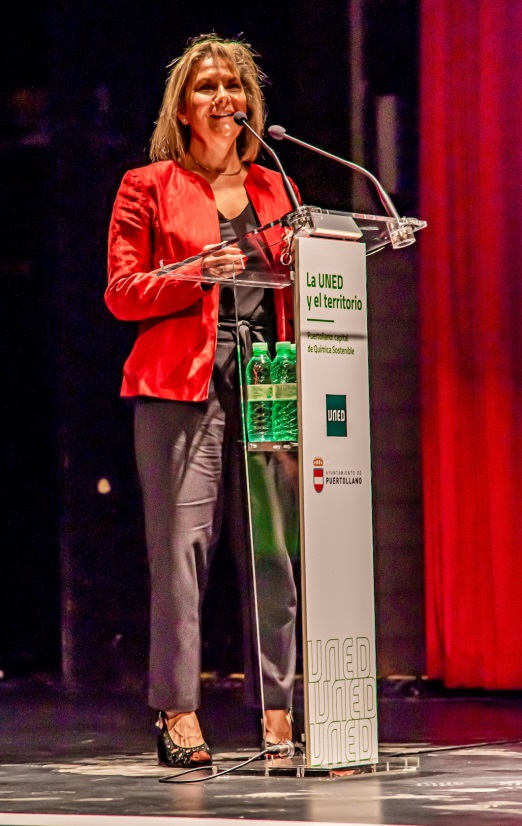 La UNED
y el territorio
Puertollano capital
de Química Sostenible
UNED
AYUNTAMIENTO DE
PUERTOLLANO
UNED
UNED
UNED